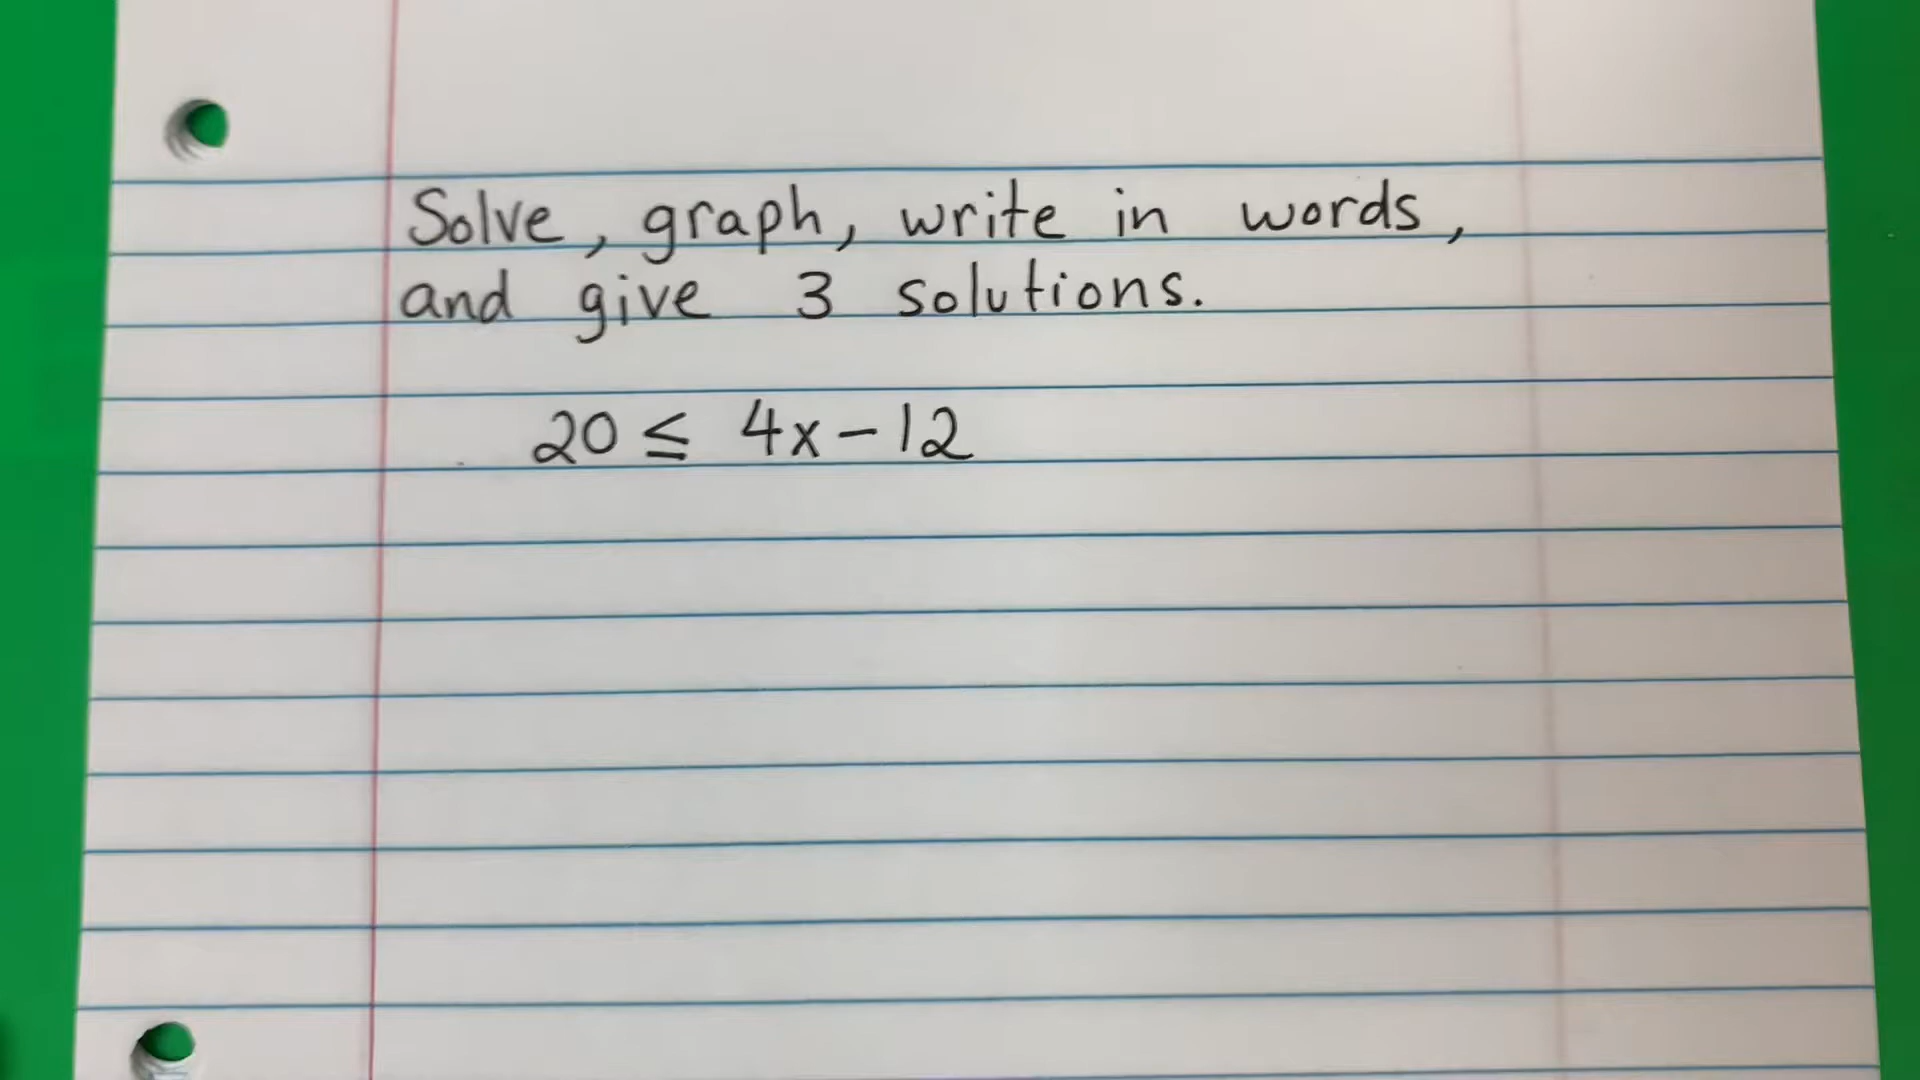 Solve, graph, write in words,
and give 3 solutions.
20 ≤ 4x - 12